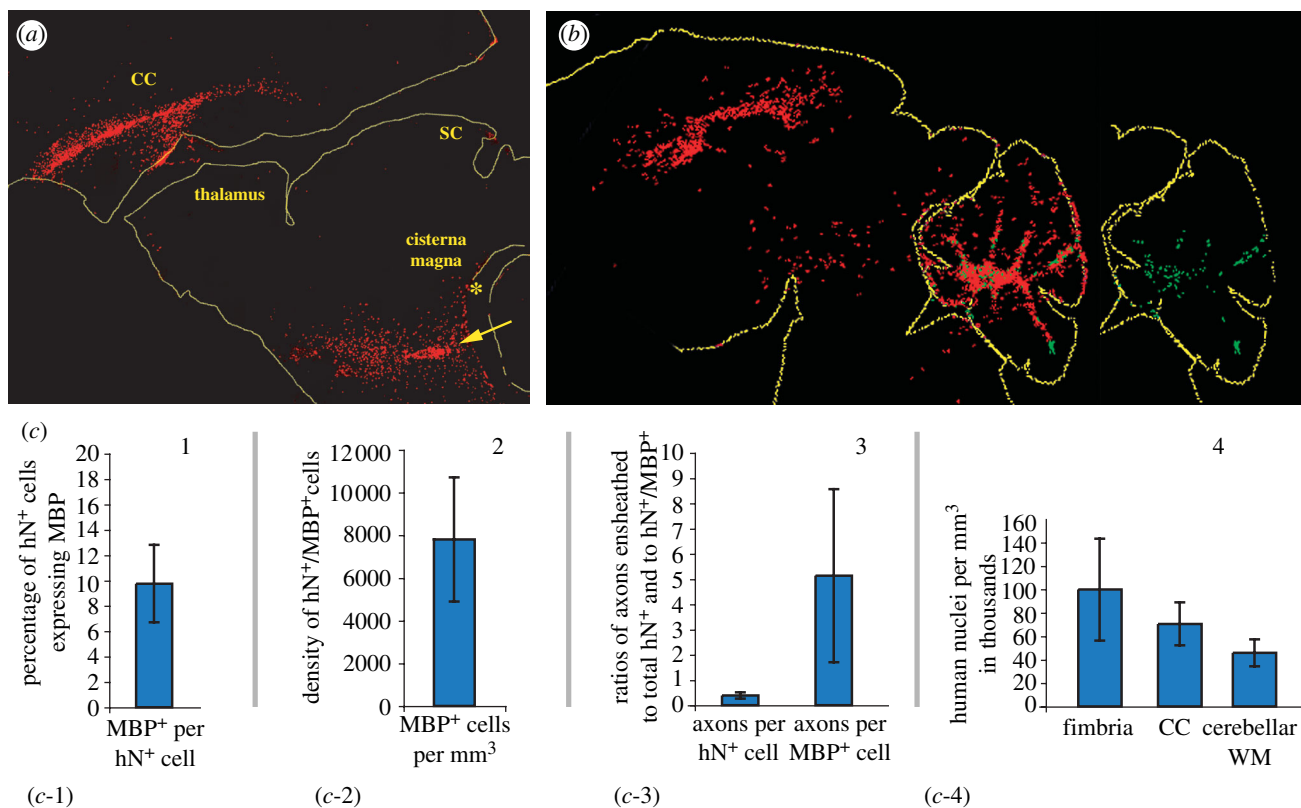 (a)
CC
SC
thalamus
cisterna
magna
*
(b)
(c)
1
percentage of hN⁺ cells
expressing MBP
20
18
16
14
12
10
8
6
4
2
0
MBP⁺ per
hN⁺ cell
(c-1)
2
density of hN⁺/MBP⁺cells
12000
10000
8000
6000
4000
2000
0
MBP⁺ cells
per mm³
(c-2)
3
ratios of axons ensheathed
to total hN⁺ and to hN⁺/MBP⁺
10
9
8
7
6
5
4
3
2
1
0
axons per
hN⁺ cell
axons per
MBP⁺ cell
(c-3)
4
human nuclei per mm³
in thousands
160
140
120
100
80
60
40
20
0
fimbria
CC
cerebellar
WM
(c-4)